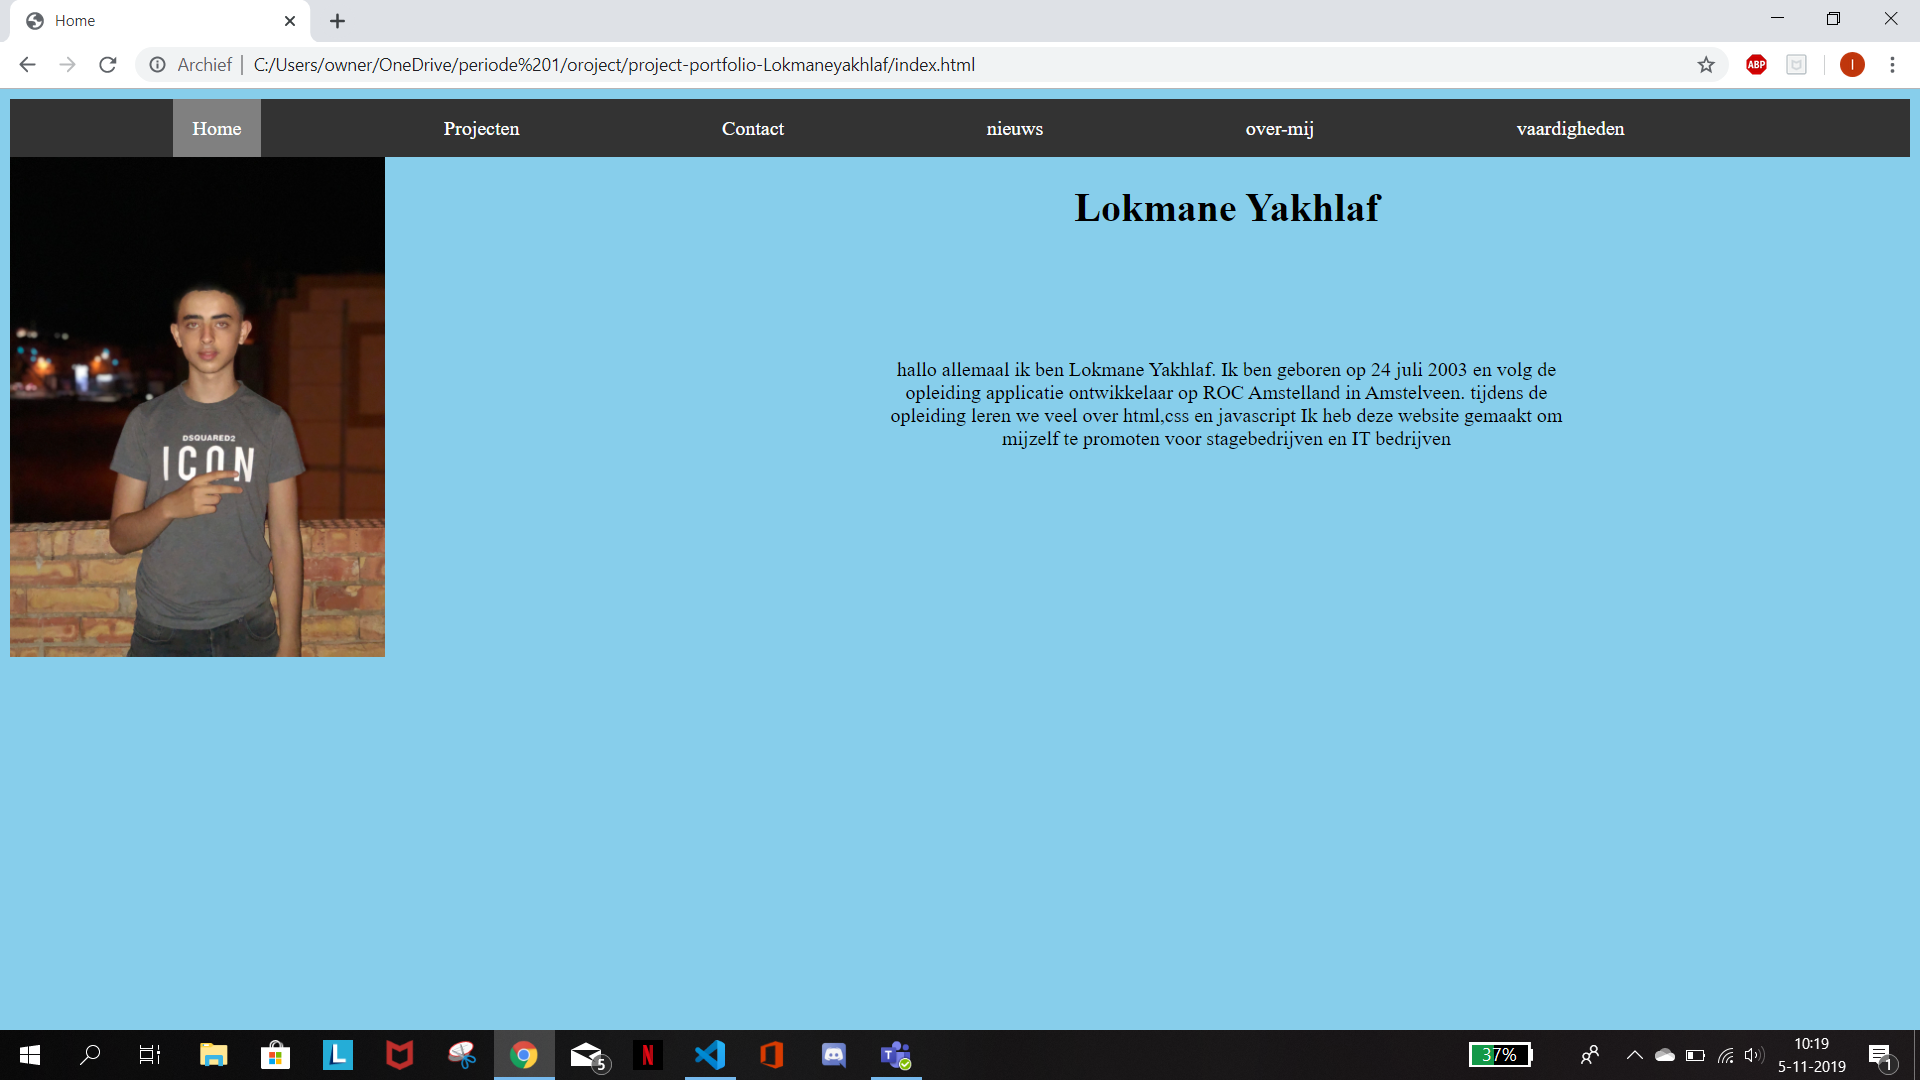 Home
Archief | C:/Users/owner/OneDrive/periode%201/oroject/project-portfolio-Lokmaneyakhlaf/index.html
ABP
I
Home Projecten Contact nieuws over-mij vaardigheden
Lokmane Yakhlaf
hallo allemaal ik ben Lokmane Yakhlaf. Ik ben geboren op 24 juli 2003 en volg de
opleiding applicatie ontwikkelaar op ROC Amstelland in Amstelveen. tijdens de
opleiding leren we veel over html,css en javascript Ik heb deze website gemaakt om
mijzelf te promoten voor stagebedrijven en IT bedrijven
DSQUARED2
ICON
L
5
N
T
37%
10:19
5-11-2019
1